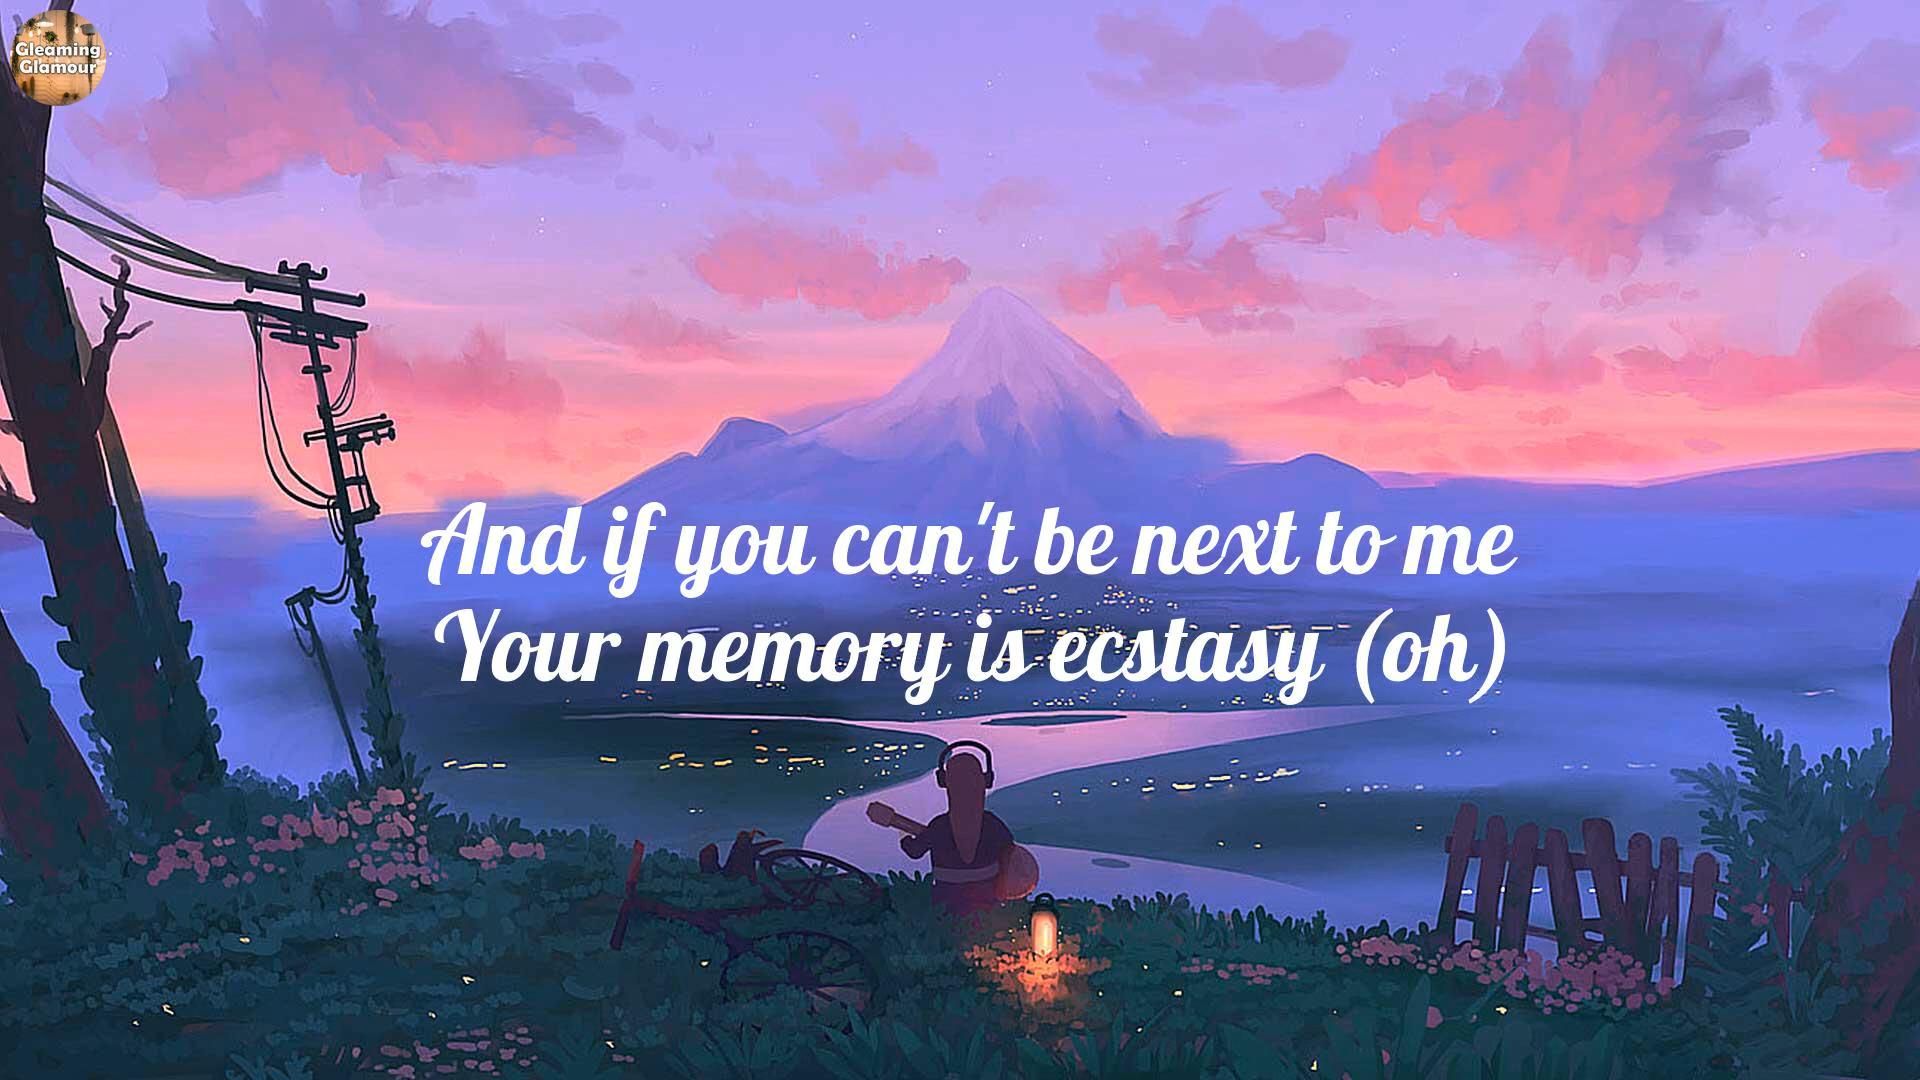 Gleaming
Glamour
And if you can't be next to me
Your memory is ecstasy (oh)